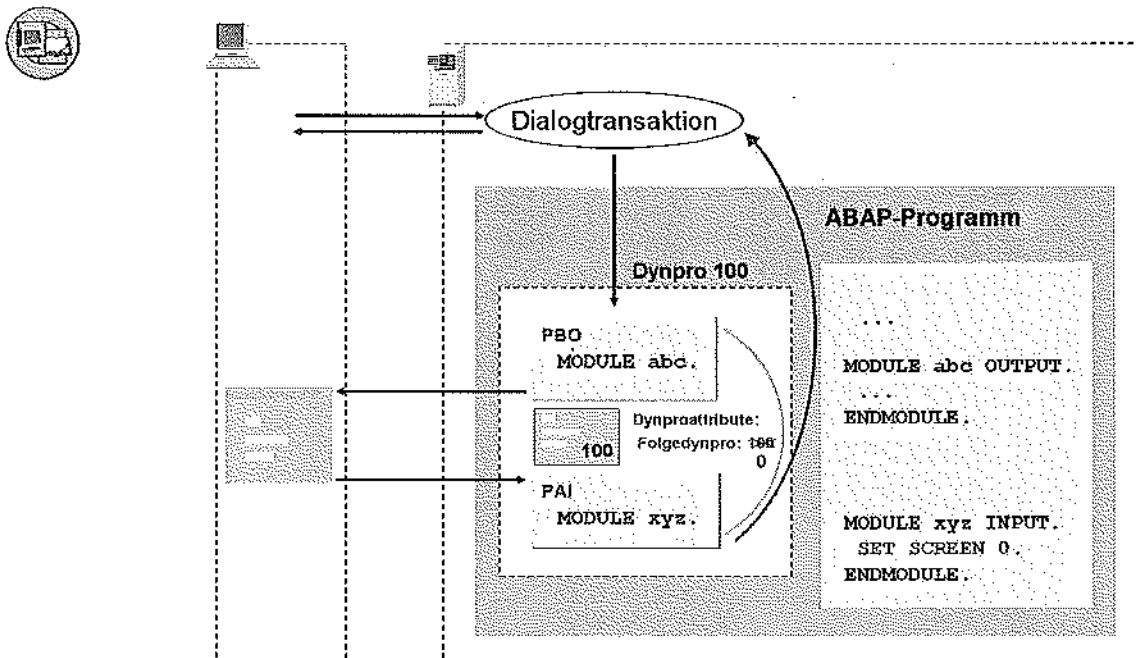 Dialogtransaktion
ABAP-Programm
Dynpro 100
PBO
MODULE abc.
Dynproattribute:
Folgedynpro: 100
0
100
PAI
MODULE xyz.
...
MODULE abc OUTPUT.
...
ENDMODULE.
MODULE xyz INPUT.
SET SCREEN 0.
ENDMODULE.